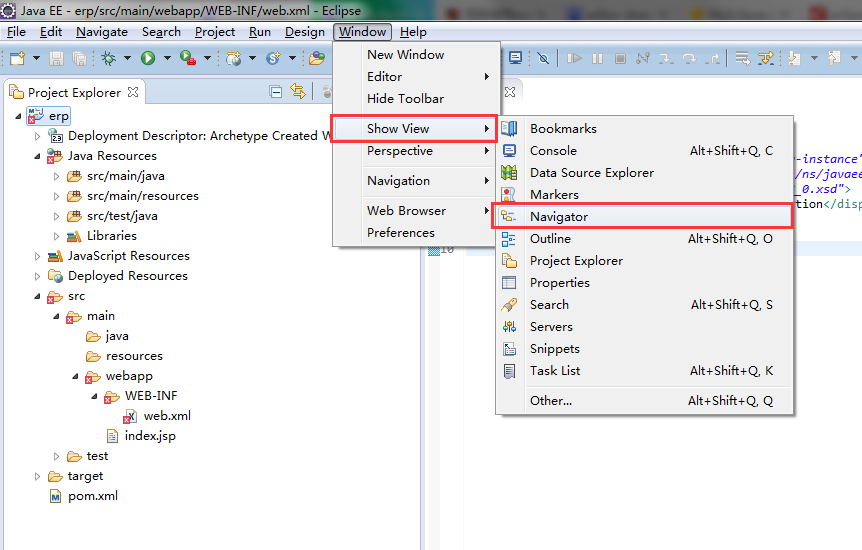 Java EE - erp/src/main/webapp/WEB-INF/web.xml - Eclipse
File Edit Navigate Search Project Run Design Window Help
Project Explorer
erp
Deployment Descriptor: Archetype Created W
Java Resources
src/main/java
src/main/resources
src/test/java
Libraries
JavaScript Resources
Deployed Resources
src
main
java
resources
webapp
WEB-INF
web.xml
index.jsp
test
target
pom.xml
New Window
Editor
Hide Toolbar
Show View
Perspective
Navigation
Web Browser
Preferences
Bookmarks
Console Alt+Shift+Q, C
Data Source Explorer
Markers
Navigator
Outline Alt+Shift+Q, O
Project Explorer
Properties
Search Alt+Shift+Q, S
Servers
Snippets
Task List Alt+Shift+Q, K
Other... Alt+Shift+Q, Q
-instance"
/ns/javaee
_0.xsd">
tion</disp
10